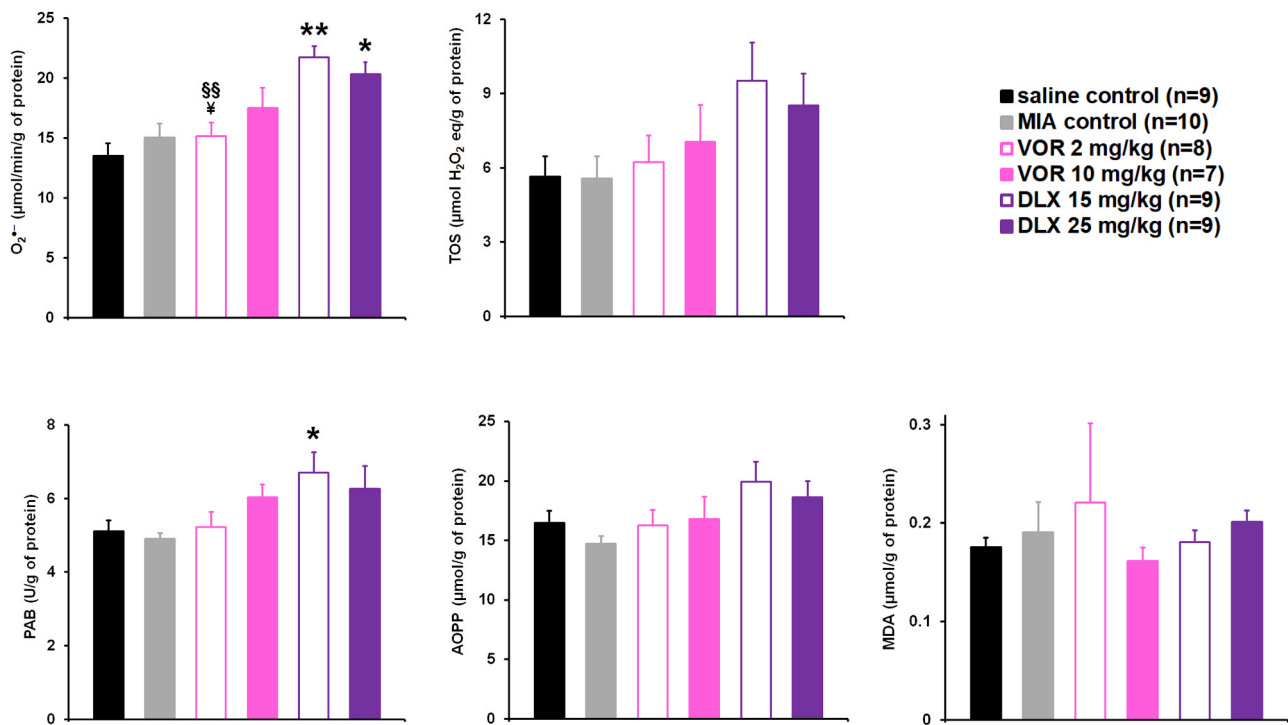 O₂•− (µmol/min/min/g of protein)
25
20
15
10
5
0
§§
¥
**
*
TOS (µmol H₂O₂ eq/g of protein)
12
9
6
3
0
saline control (n=9)
MIA control (n=10)
VOR 2 mg/kg (n=8)
VOR 10 mg/kg (n=7)
DLX 15 mg/kg (n=9)
DLX 25 mg/kg (n=9)
PAB (U/g of protein)
8
6
4
2
0
*
AOPP (µmol/g of protein)
25
20
15
10
5
0
MDA (µmol/g of protein)
0.3
0.2
0.1
0